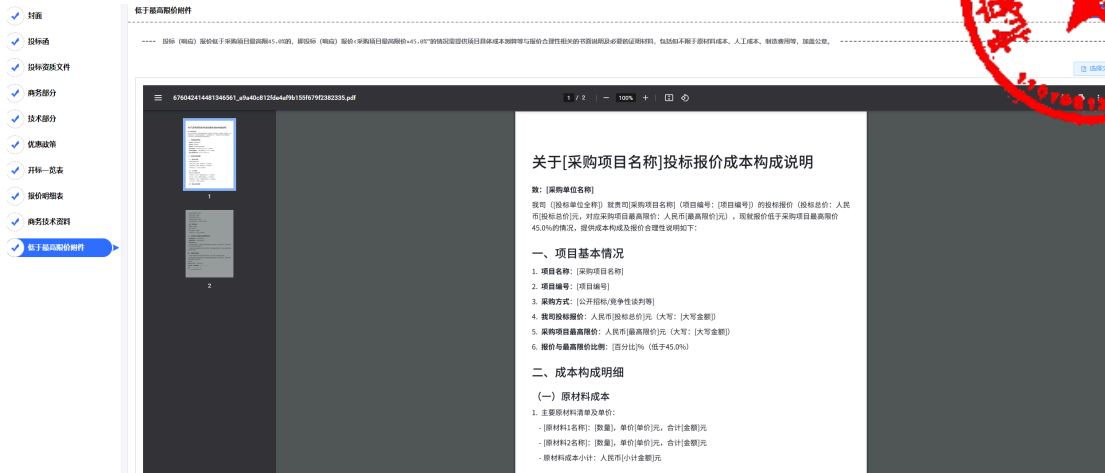 低于最高限价附件
封面
投标函
投标资质文件
商务部分
技术部分
优惠政策
开标一览表
报价明细表
商务技术资料
低于最高限价附件
投标（响应）报价低于采购项目最高限45.0%的，即投标（响应）报价<采购项目最高限价×45.0%"的情况需提供项目具体成本测算等与报价合理性相关的书面说明及必要的证明材料，包括但不限于原材料成本、人工成本、制造费用等，加盖公章。
选择
676042414481346561_a9a40c812fde4af9b155f679f2382335.pdf
1 / 2
100%
1
2
关于[采购项目名称]投标报价成本构成说明
致：[采购单位名称]
我司（[投标单位全称]）就贵司[采购项目名称]（项目编号：[项目编号]）的投标报价（投标总价：人民
币[投标总价]元，对应采购项目最高限价：人民币[最高限价]元），现就报价低于采购项目最高限价
45.0%的情况，提供成本构成及报价合理性说明如下：
一、项目基本情况
1. 项目名称：[采购项目名称]
2. 项目编号：[项目编号]
3. 采购方式：[公开招标/竞争性谈判等]
4. 我司投标报价：人民币[投标总价]元（大写：[大写金额]）
5. 采购项目最高限价：人民币[最高限价]元（大写：[大写金额]）
6. 报价与最高限价比例：[百分比]%（低于45.0%）
二、成本构成明细
（一）原材料成本
1. 主要原材料清单及单价：
- [原材料1名称]：[数量]，单价[单价]元，合计[金额]元
- [原材料2名称]：[数量]，单价[单价]元，合计[金额]元
- 原材料成本小计：人民币[小计金额]元